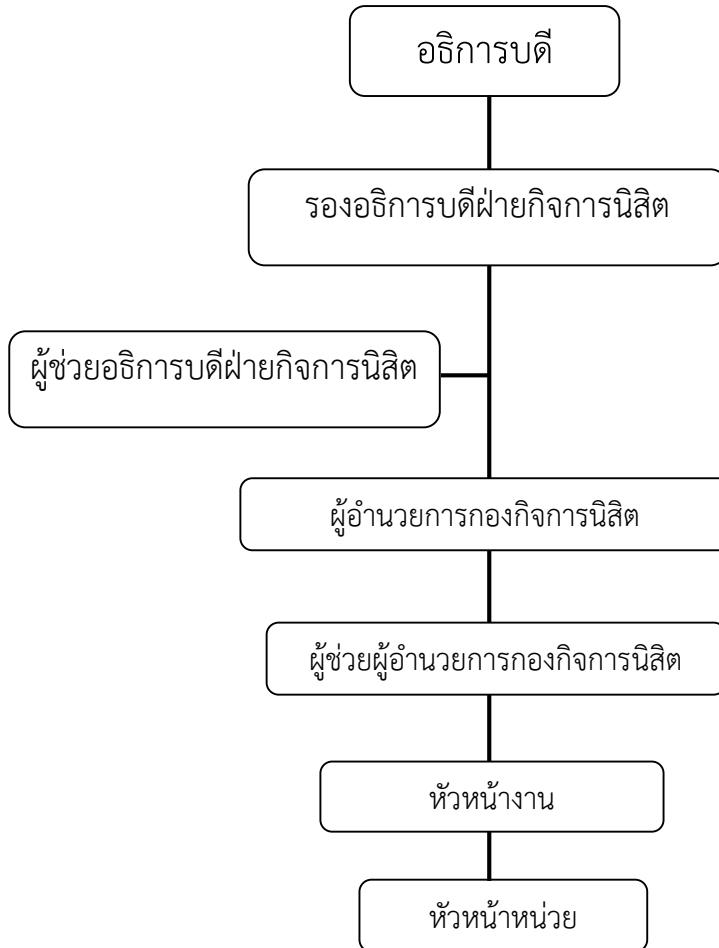 อธิการบดี
รองอธิการบดีฝ่ายกิจการนิสิต
ผู้ช่วยอธิการบดีฝ่ายกิจการนิสิต
ผู้อำนวยการกองกิจการนิสิต
ผู้ช่วยผู้อำนวยการกองกิจการนิสิต
หัวหน้างาน
หัวหน้าหน่วย